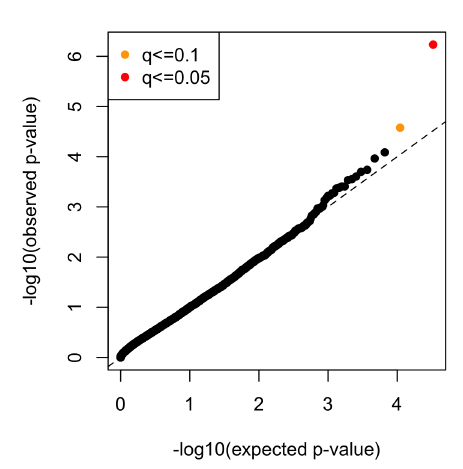 q<=0.1
q<=0.05
6
5
4
3
2
1
0
-log10(observed p-value)
0 1 2 3 4
-log10(expected p-value)